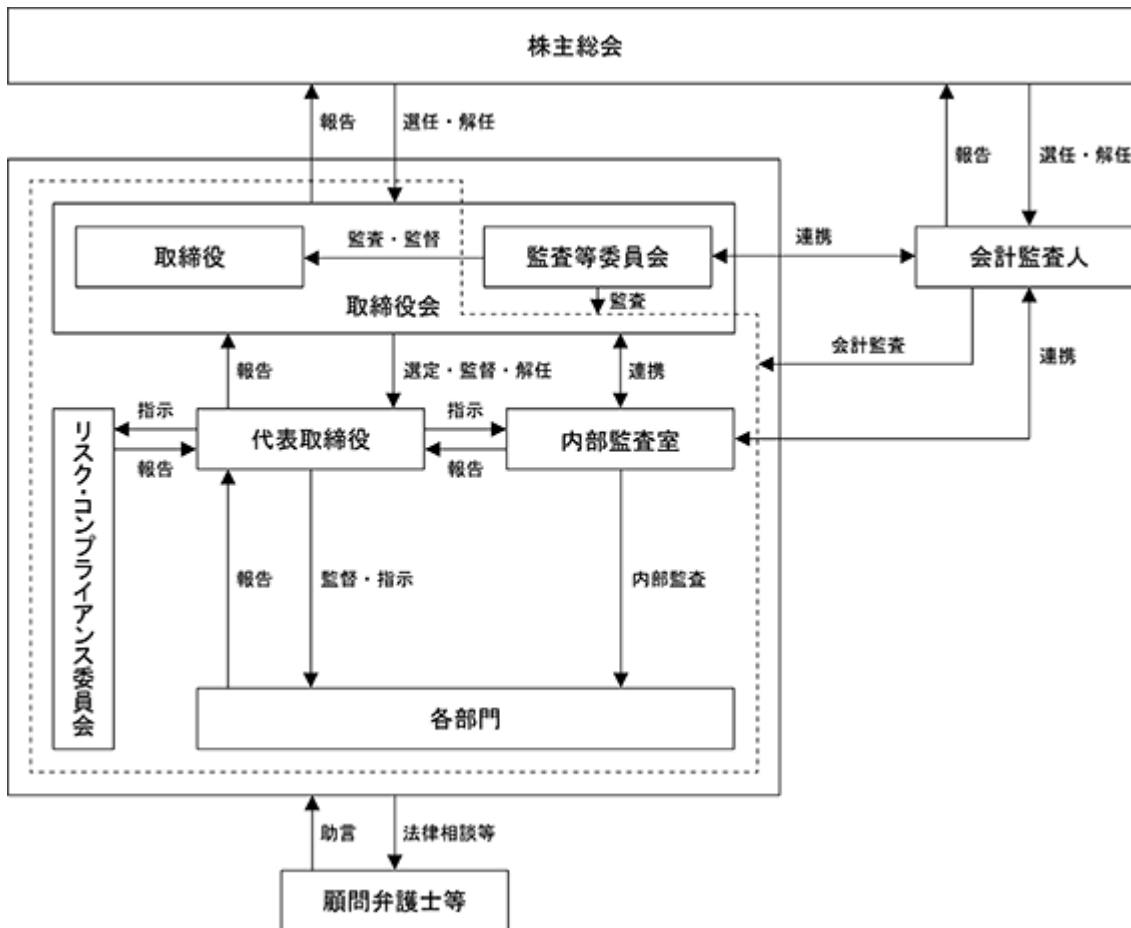 株主総会
報告
選任・解任
報告
選任・解任
取締役
監査・監督
監査等委員会
連携
会計監査人
監査
取締役会
会計監査
連携
報告
選定・監督・解任
連携
指示
代表取締役
指示
内部監査室
報告
報告
リスク・コンプライアンス委員会
報告
監督・指示
内部監査
各部門
助言
法律相談等
顧問弁護士等